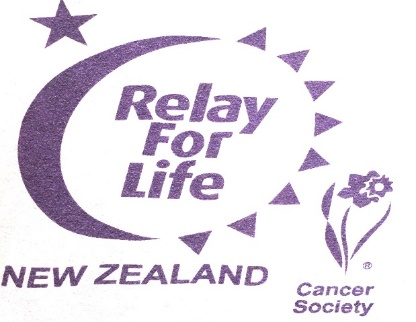 Relay
For
Life
NEW ZEALAND
®
Cancer
Society